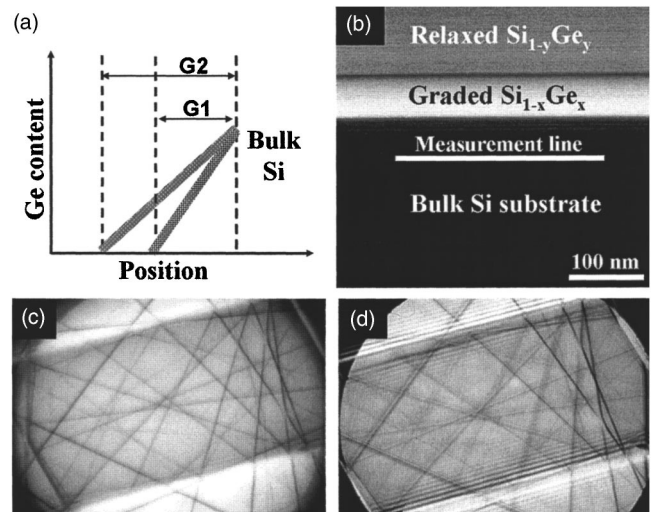 (a)
G2
G1
Bulk
Si
Ge content
Position
(b)
Relaxed Si1-yGey
Graded Si1-xGex
Measurement line
Bulk Si substrate
100 nm
(c)
(d)